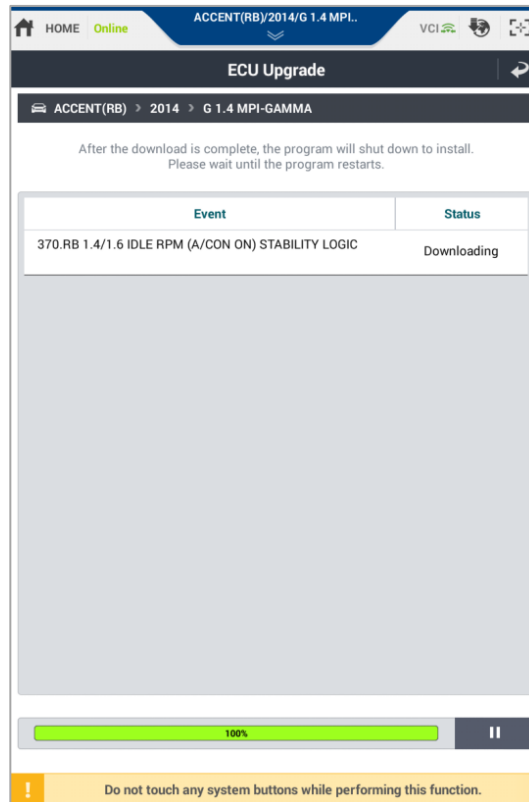 HOME Online ACCENT(RB)/2014/G 1.4 MPI.. VCI
ECU Upgrade
ACCENT(RB) > 2014 > G 1.4 MPI-GAMMA
After the download is complete, the program will shut down to install.
Please wait until the program restarts.
Event Status
370.RB 1.4/1.6 IDLE RPM (A/CON ON) STABILITY LOGIC Downloading
100%
! Do not touch any system buttons while performing this function.